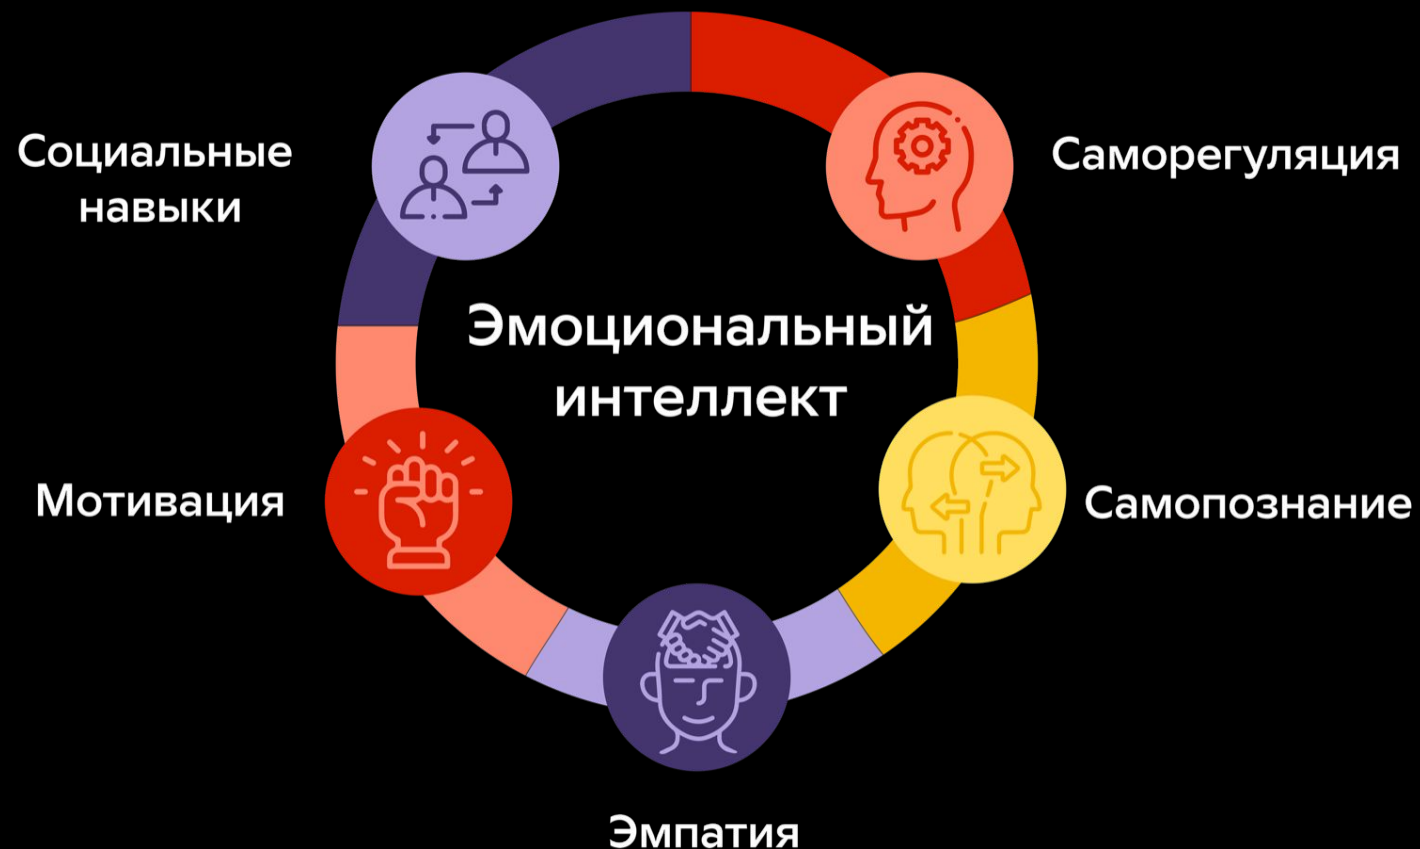 Социальные
навыки
Саморегуляция
Эмоциональный
интеллект
Мотивация
Самопознание
Эмпатия